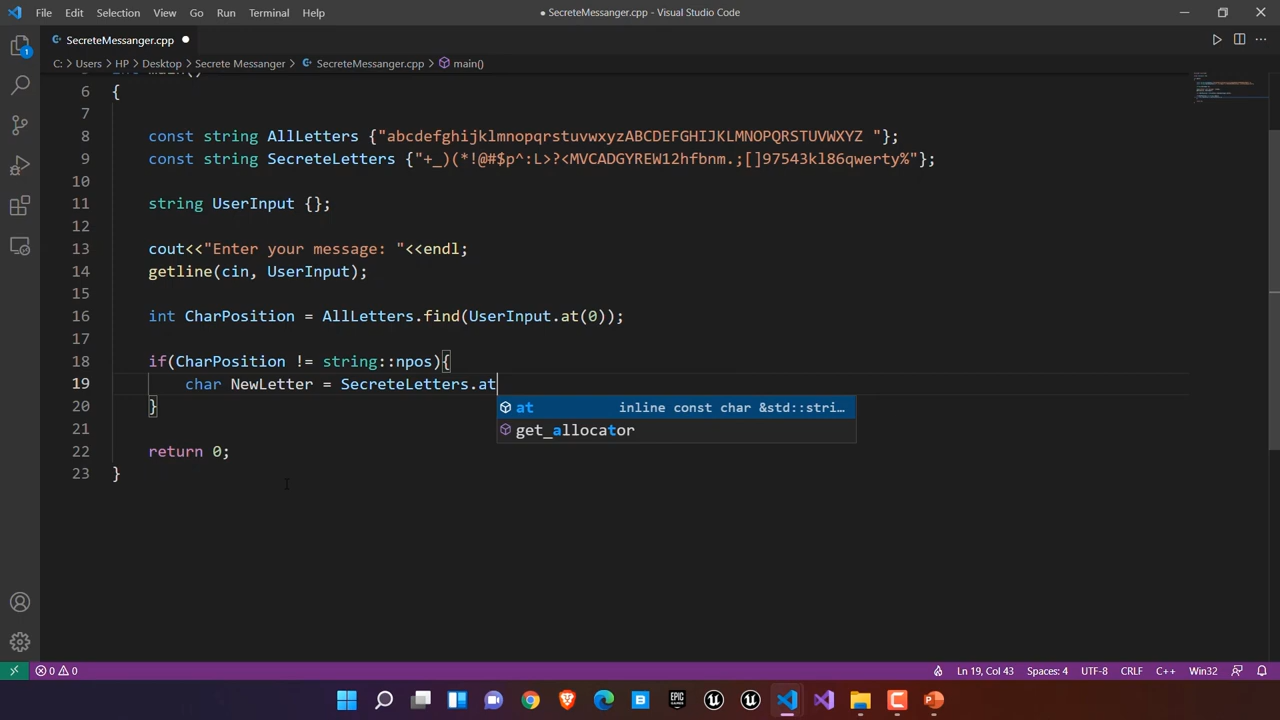 File Edit Selection View Go Run Terminal Help
● SecreteMessanger.cpp - Visual Studio Code
SecreteMessanger.cpp ●
C: > Users > HP > Desktop > Secrete Messanger > SecreteMessanger.cpp > main()
int main()
6 {
7
8 const string AllLetters {"abcdefghijklmnopqrstuvwxyzABCDEFGHIJKLMNOPQRSTUVWXYZ "};
9 const string SecreteLetters {"+_)(*!@#$p^:L>?<MVCADGYREW12hfbnm.;[]97543kl86qwerty%"};
10
11 string UserInput {};
12
13 cout<<"Enter your message: "<<endl;
14 getline(cin, UserInput);
15
16 int CharPosition = AllLetters.find(UserInput.at(0));
17
18 if(CharPosition != string::npos){
19 char NewLetter = SecreteLetters.at
at inline const char &std::stri…
20 }
get_allocator
21
22 return 0;
23 }
1
0 0
Ln 19, Col 43 Spaces: 4 UTF-8 CRLF C++ Win32